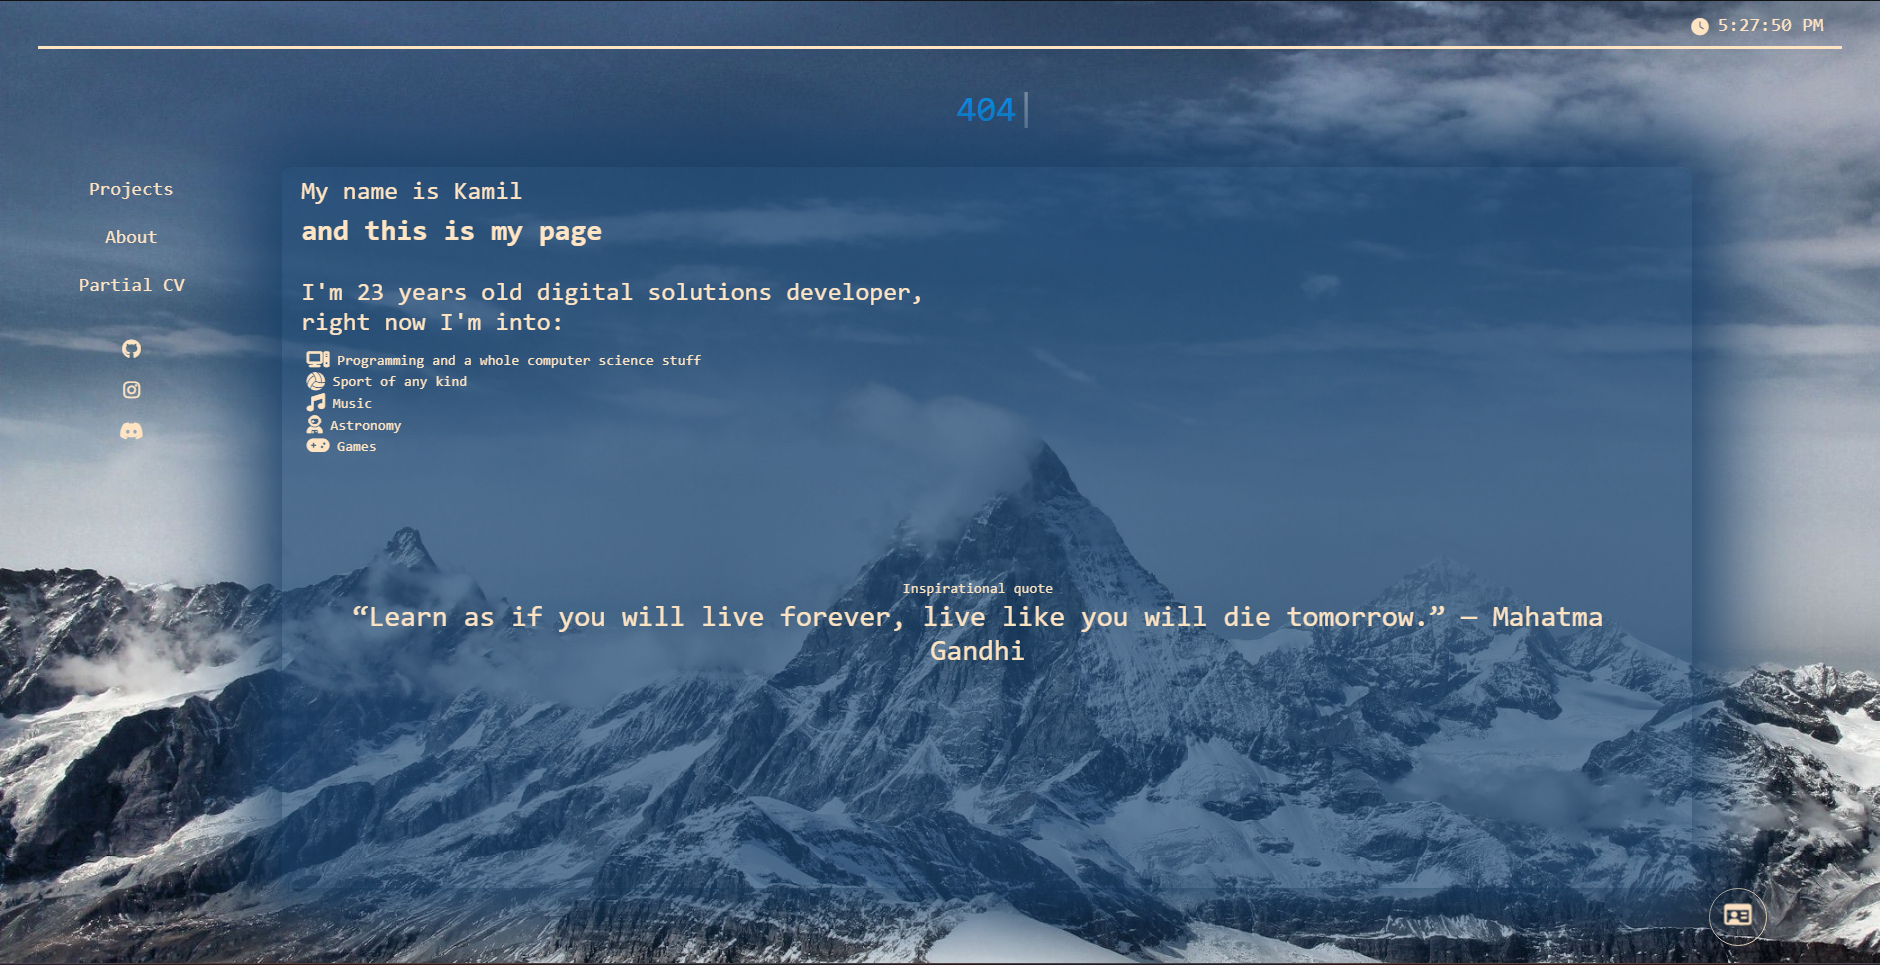 5:27:50 PM
404
Projects
About
Partial CV
My name is Kamil
and this is my page
I'm 23 years old digital solutions developer,
right now I'm into:
Programming and a whole computer science stuff
Sport of any kind
Music
Astronomy
Games
Inspirational quote
“Learn as if you will live forever, live like you will die tomorrow.” — Mahatma
Gandhi